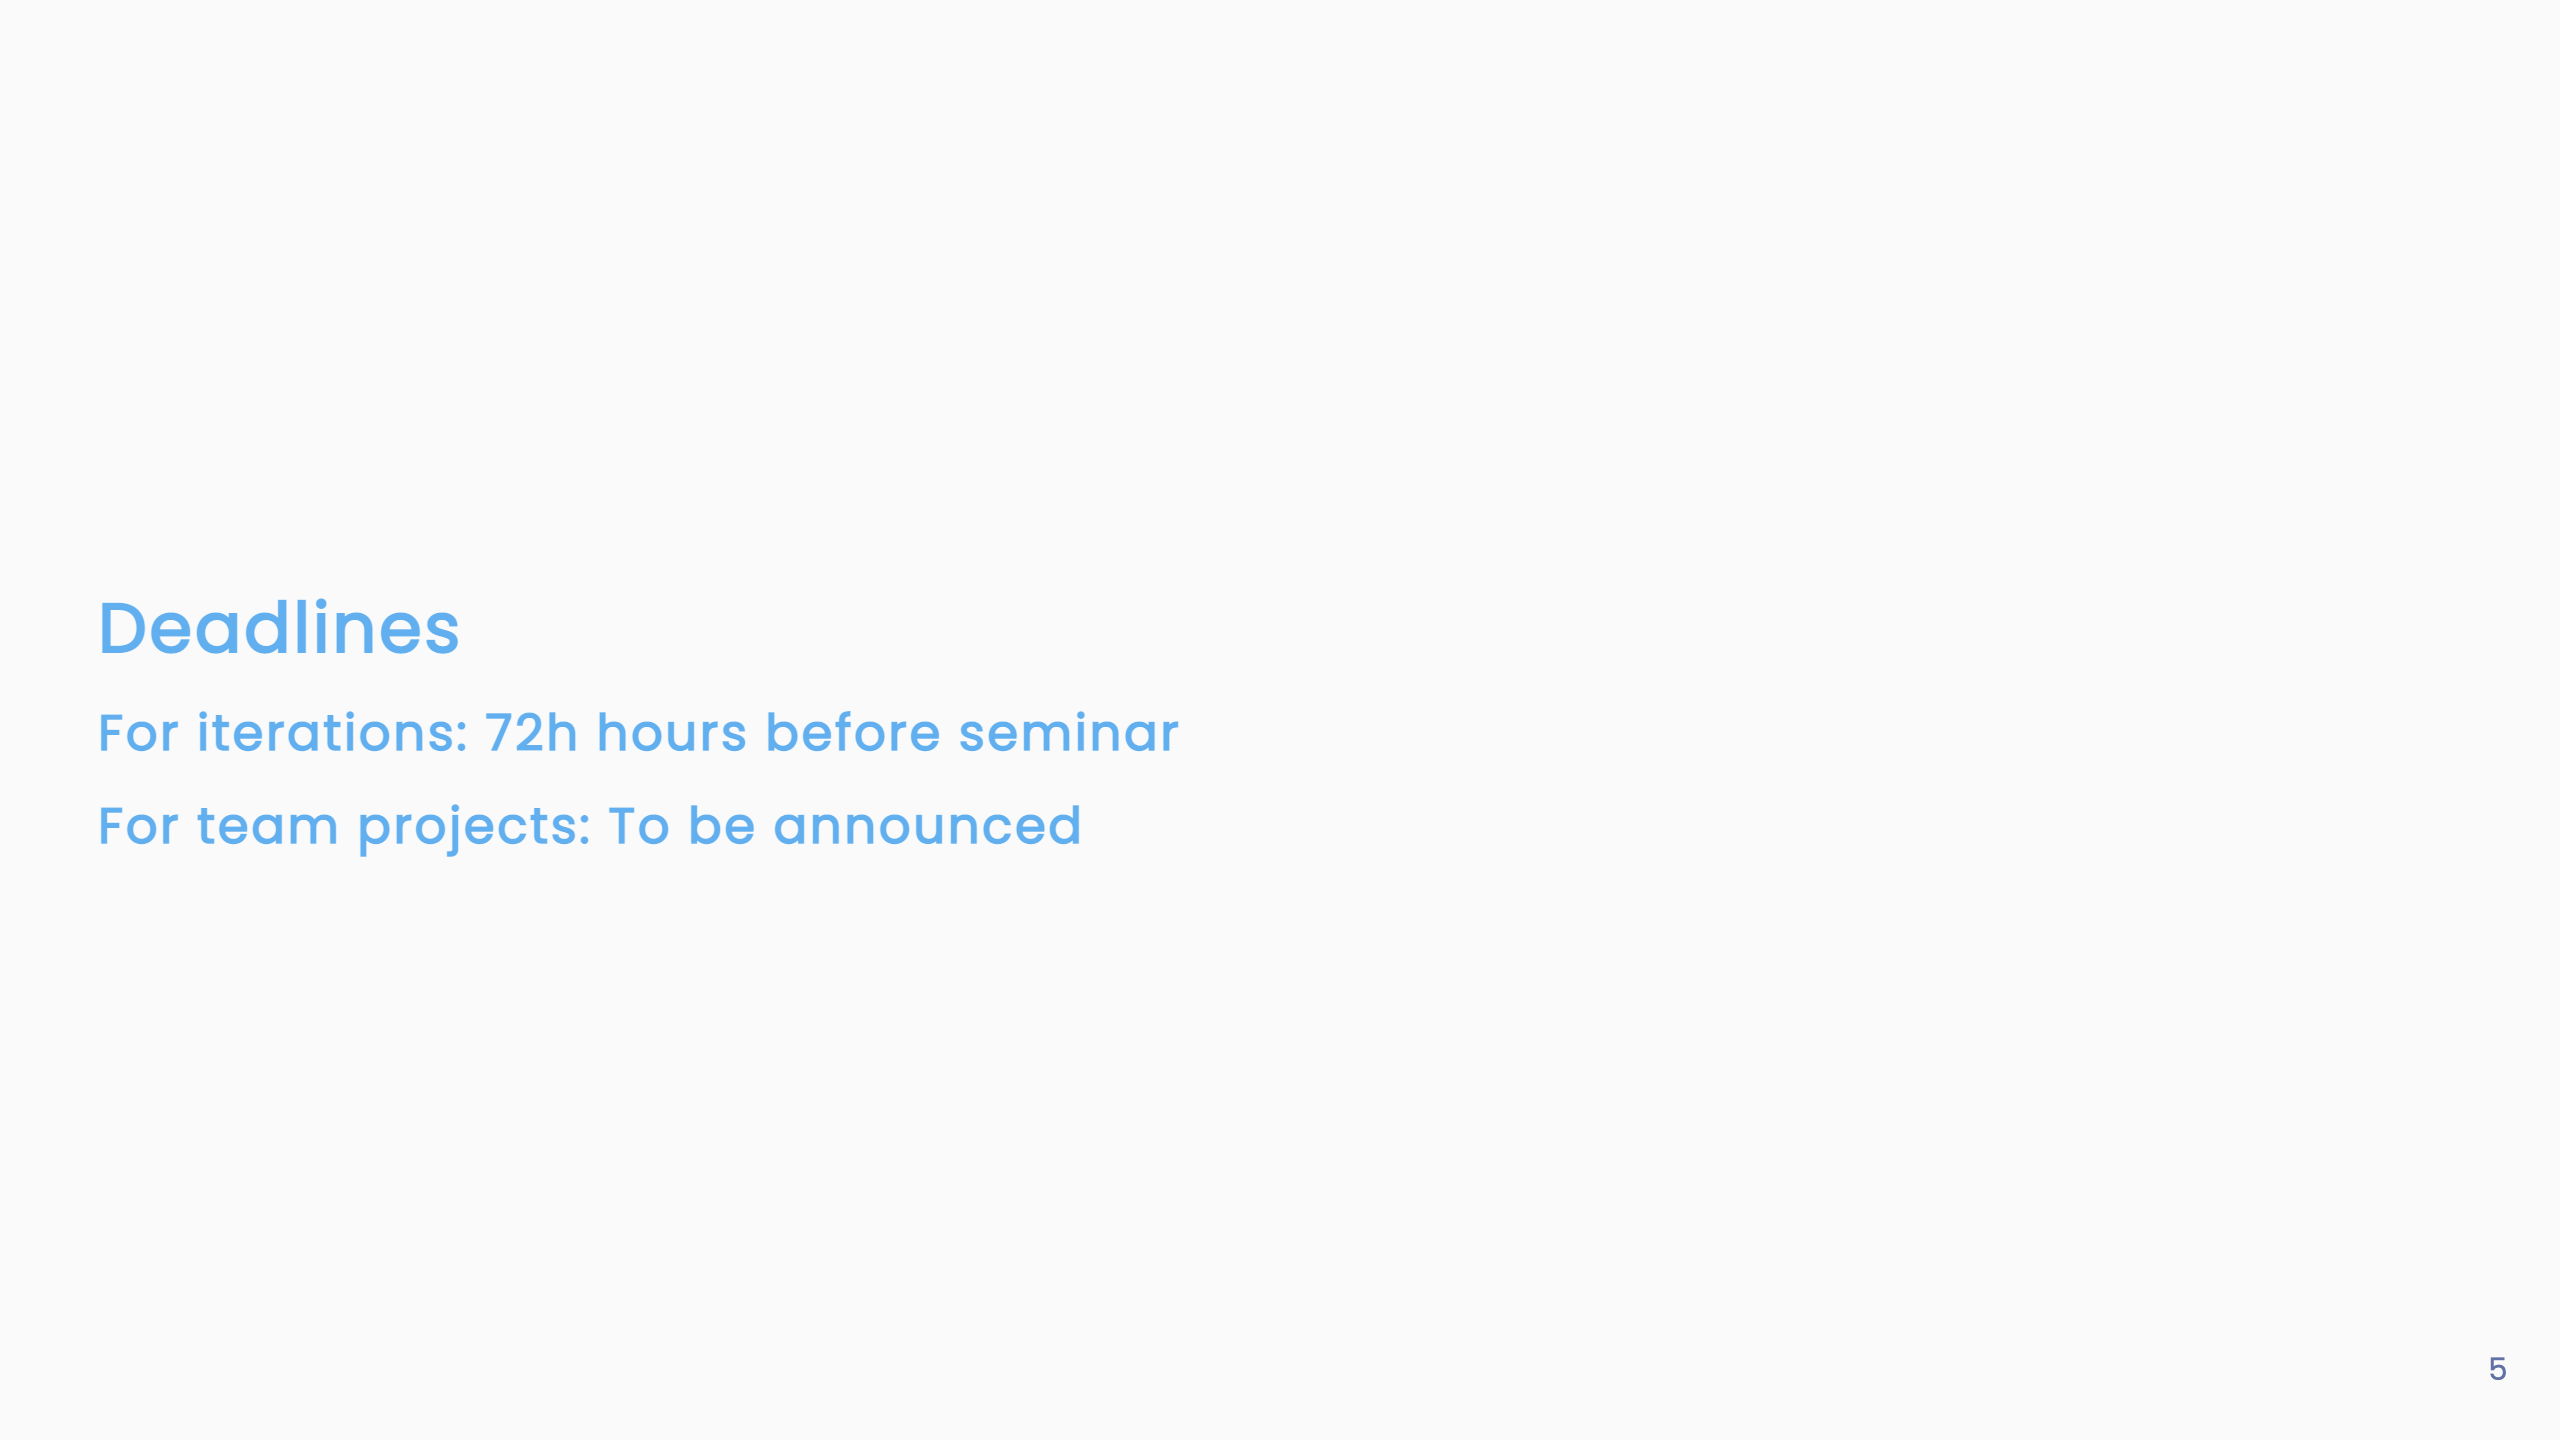 Deadlines
For iterations: 72h hours before seminar
For team projects: To be announced
5